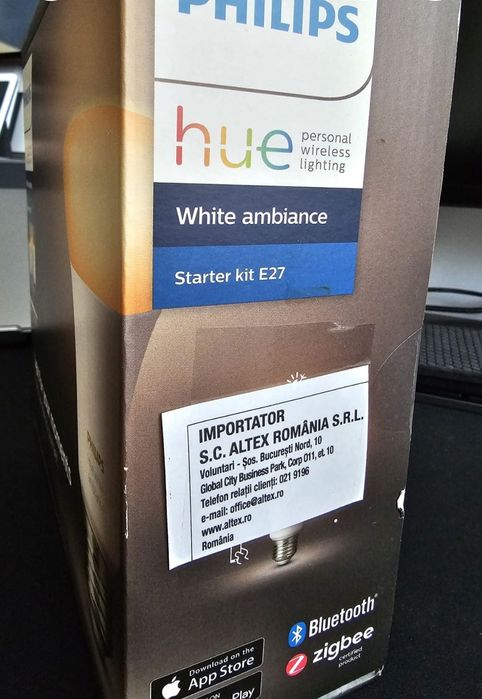 PHILIPS
hue personal
wireless
lighting
White ambiance
Starter kit E27
IMPORTATOR
S.C. ALTEX ROMÂNIA S.R.L.
Voluntari - Şos. Bucureşti Nord, 10
Global City Business Park, Corp O11, et. 10
Telefon relaţii clienţi: 021 9196
e-mail: office@altex.ro
www.altex.ro
România
PHILIPS
Bluetooth®
zigbee
certified
product
Download on the
App Store
ON
Play